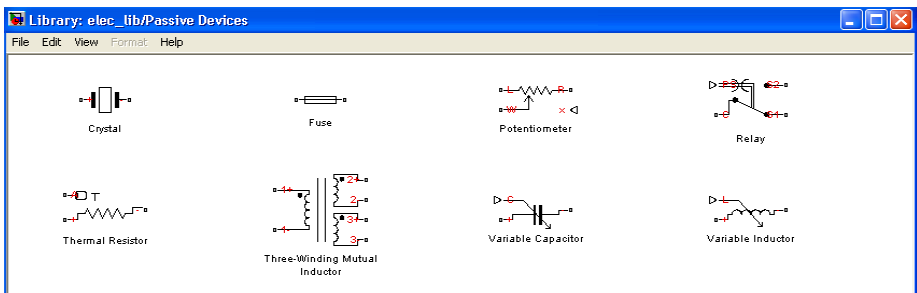 Library: elec_lib/Passive Devices
File Edit View Format Help
L R
W x
PS S2
C S1
Crystal
Fuse
Potentiometer
Relay
T
1+ 2+
2-
3+
1- 3-
C
+ -
L
+ -
Thermal Resistor
Three-Winding Mutual
Inductor
Variable Capacitor
Variable Inductor